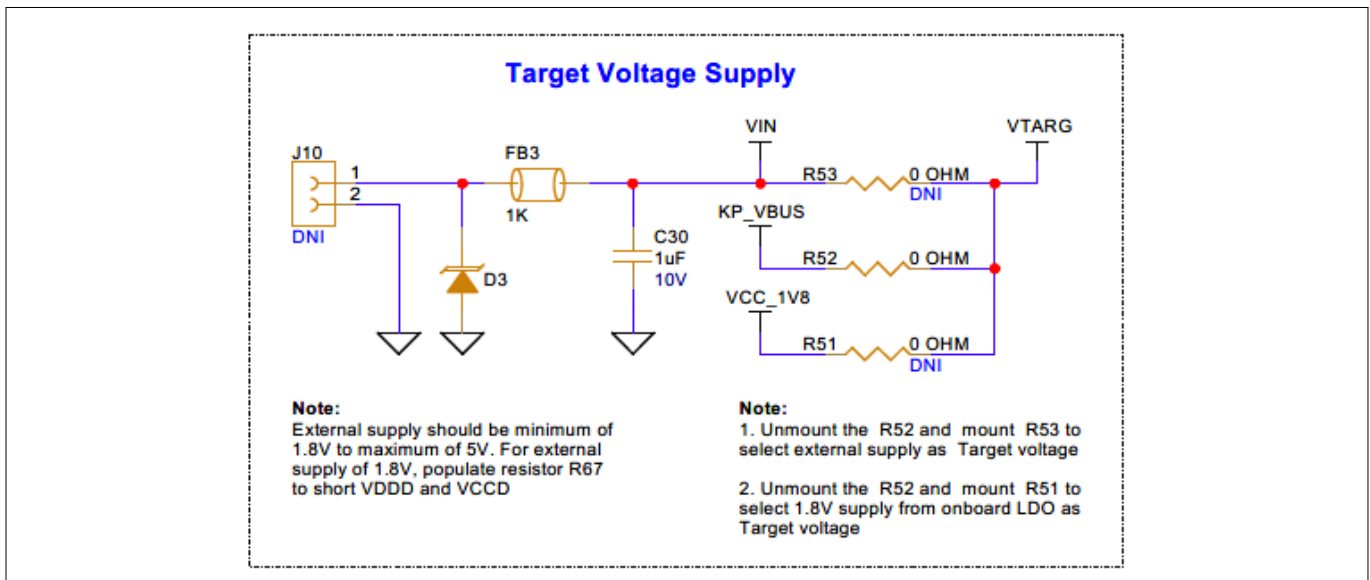 Target Voltage Supply
VIN
VTARG
J10
1
2
DNI
FB3
1K
R53
0 OHM
DNI
KP_VBUS
C30
1uF
10V
R52
0 OHM
D3
VCC_1V8
R51
0 OHM
DNI
Note:
External supply should be minimum of
1.8V to maximum of 5V. For external
supply of 1.8V, populate resistor R67
to short VDDD and VCCD
Note:
1. Unmount the R52 and mount R53 to
select external supply as Target voltage
2. Unmount the R52 and mount R51 to
select 1.8V supply from onboard LDO as
Target voltage